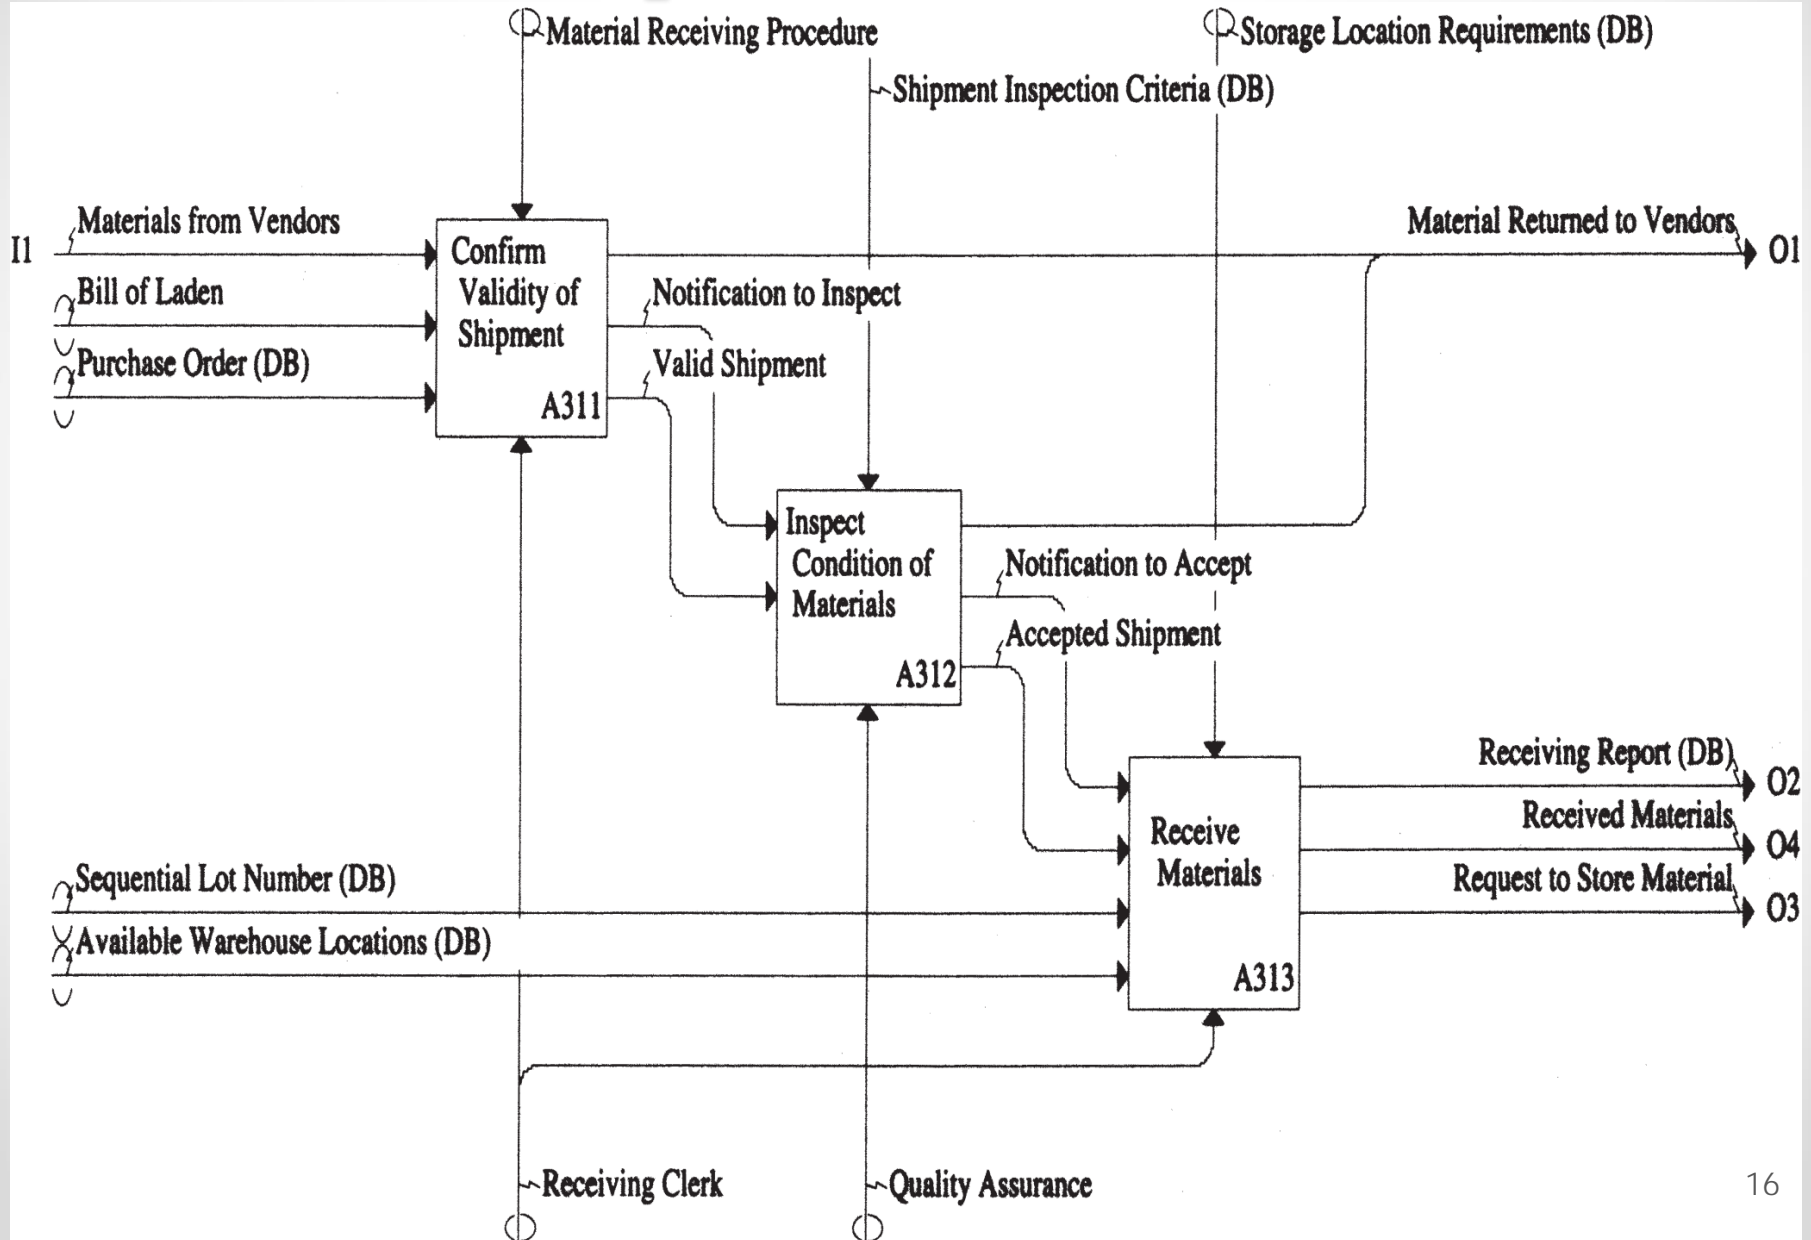 Material Receiving Procedure
Storage Location Requirements (DB)
Shipment Inspection Criteria (DB)
Materials from Vendors
Material Returned to Vendors
I1
O1
Confirm
Validity of
Shipment
A311
Bill of Laden
Notification to Inspect
Purchase Order (DB)
Valid Shipment
Inspect
Condition of
Materials
A312
Notification to Accept
Accepted Shipment
Receiving Report (DB)
O2
Received Materials
O4
Receive
Materials
A313
Sequential Lot Number (DB)
Request to Store Material
O3
Available Warehouse Locations (DB)
Receiving Clerk
Quality Assurance
16